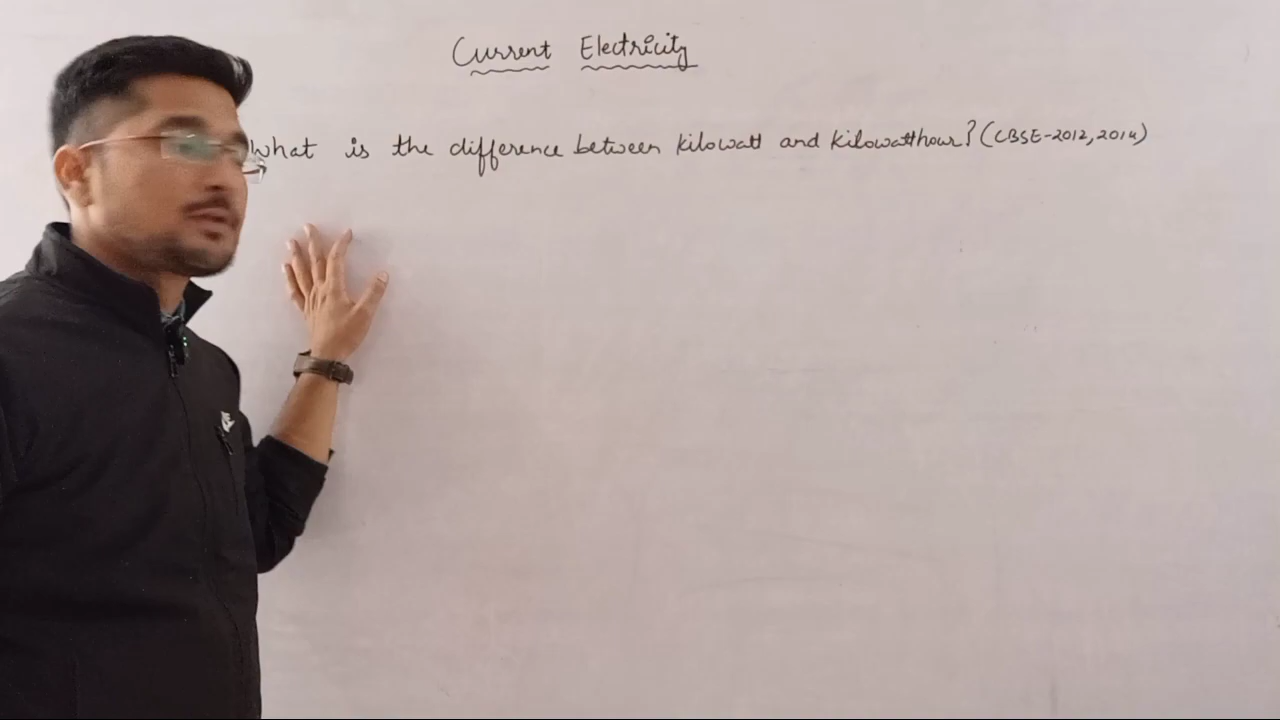 Current Electricity
What is the difference between kilowatt and kilowatthour? (CBSE-2012,2014)